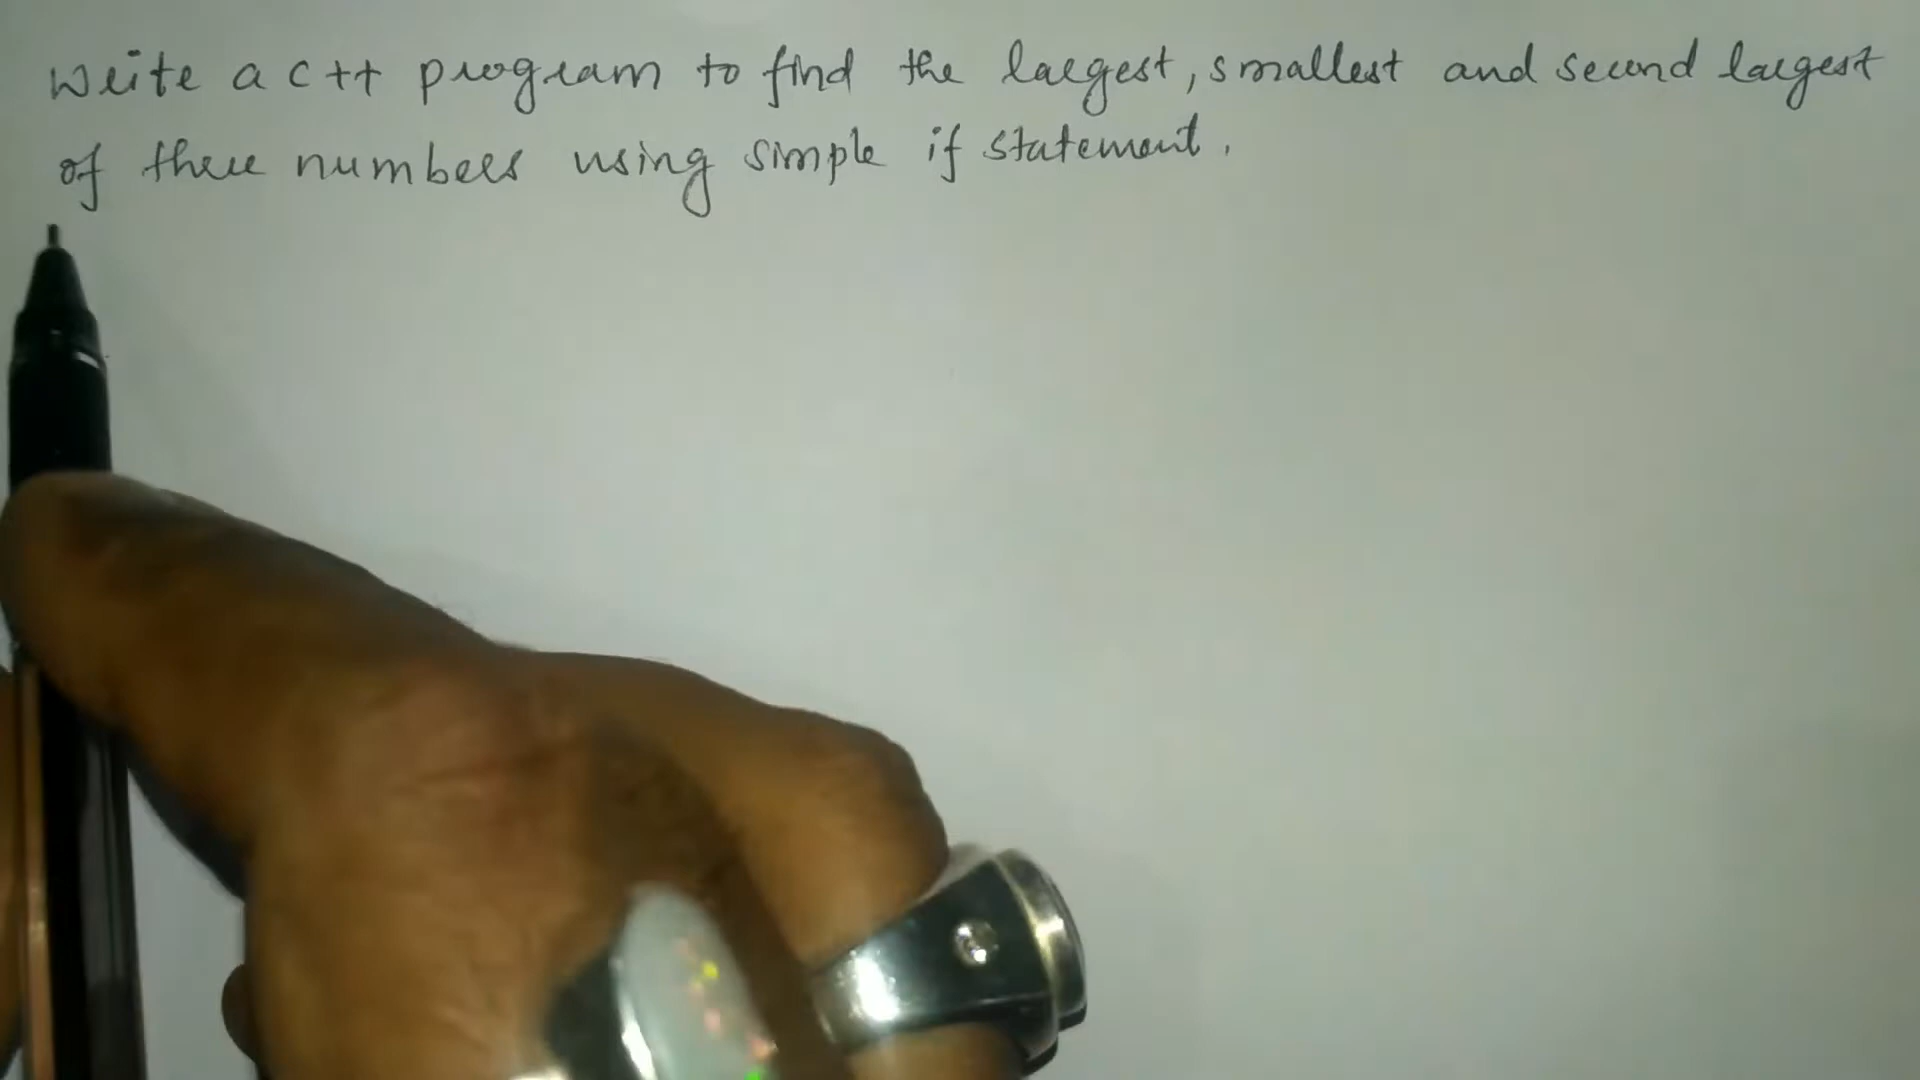 Write a c++ program to find the largest, smallest and second largest
of three numbers using simple if statement.